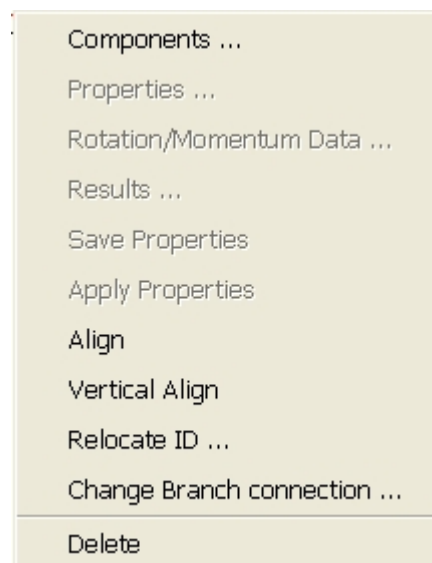 Components ...
Properties ...
Rotation/Momentum Data ...
Results ...
Save Properties
Apply Properties
Align
Vertical Align
Relocate ID ...
Change Branch connection ...
Delete